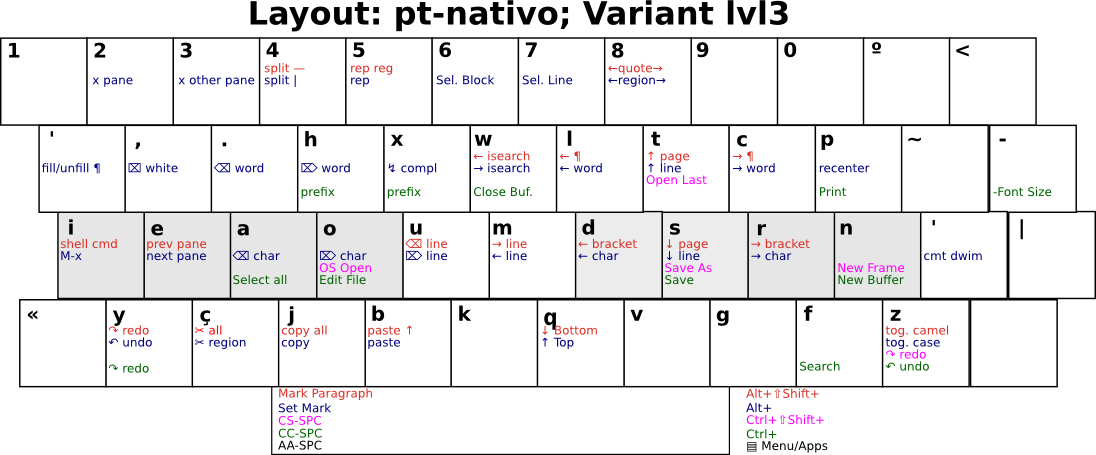 Layout: pt-nativo; Variant lvl3
1 2 3 4 5 6 7 8 9 0 º <
split — rep reg ←quote→
x pane x other pane split | rep Sel. Block Sel. Line ←region→
' , . h x w l t c p ~ -
← isearch ← ¶ ↑ page → ¶
fill/unfill ¶ ⌧ white ⌫ word ⌦ word ↯ compl → isearch ← word ↑ line → word recenter
Open Last
prefix prefix Close Buf. Print -Font Size
i e a o u m d s r n ' |
shell cmd prev pane ⌫ line → line ← bracket ↓ page → bracket
M-x next pane ⌫ char ⌦ char ⌦ line ← line ← char ↓ line → char cmt dwim
OS Open Save As New Frame
Select all Edit File Save New Buffer
« y ç j b k q v g f z
↷ redo ✂ all copy all paste ↑ ↓ Bottom tog. camel
↶ undo ✂ region copy paste ↑ Top tog. case
↷ redo
↷ redo Search ↶ undo
Mark Paragraph Alt+⇧Shift+
Set Mark Alt+
CS-SPC Ctrl+⇧Shift+
CC-SPC Ctrl+
AA-SPC ▤ Menu/Apps